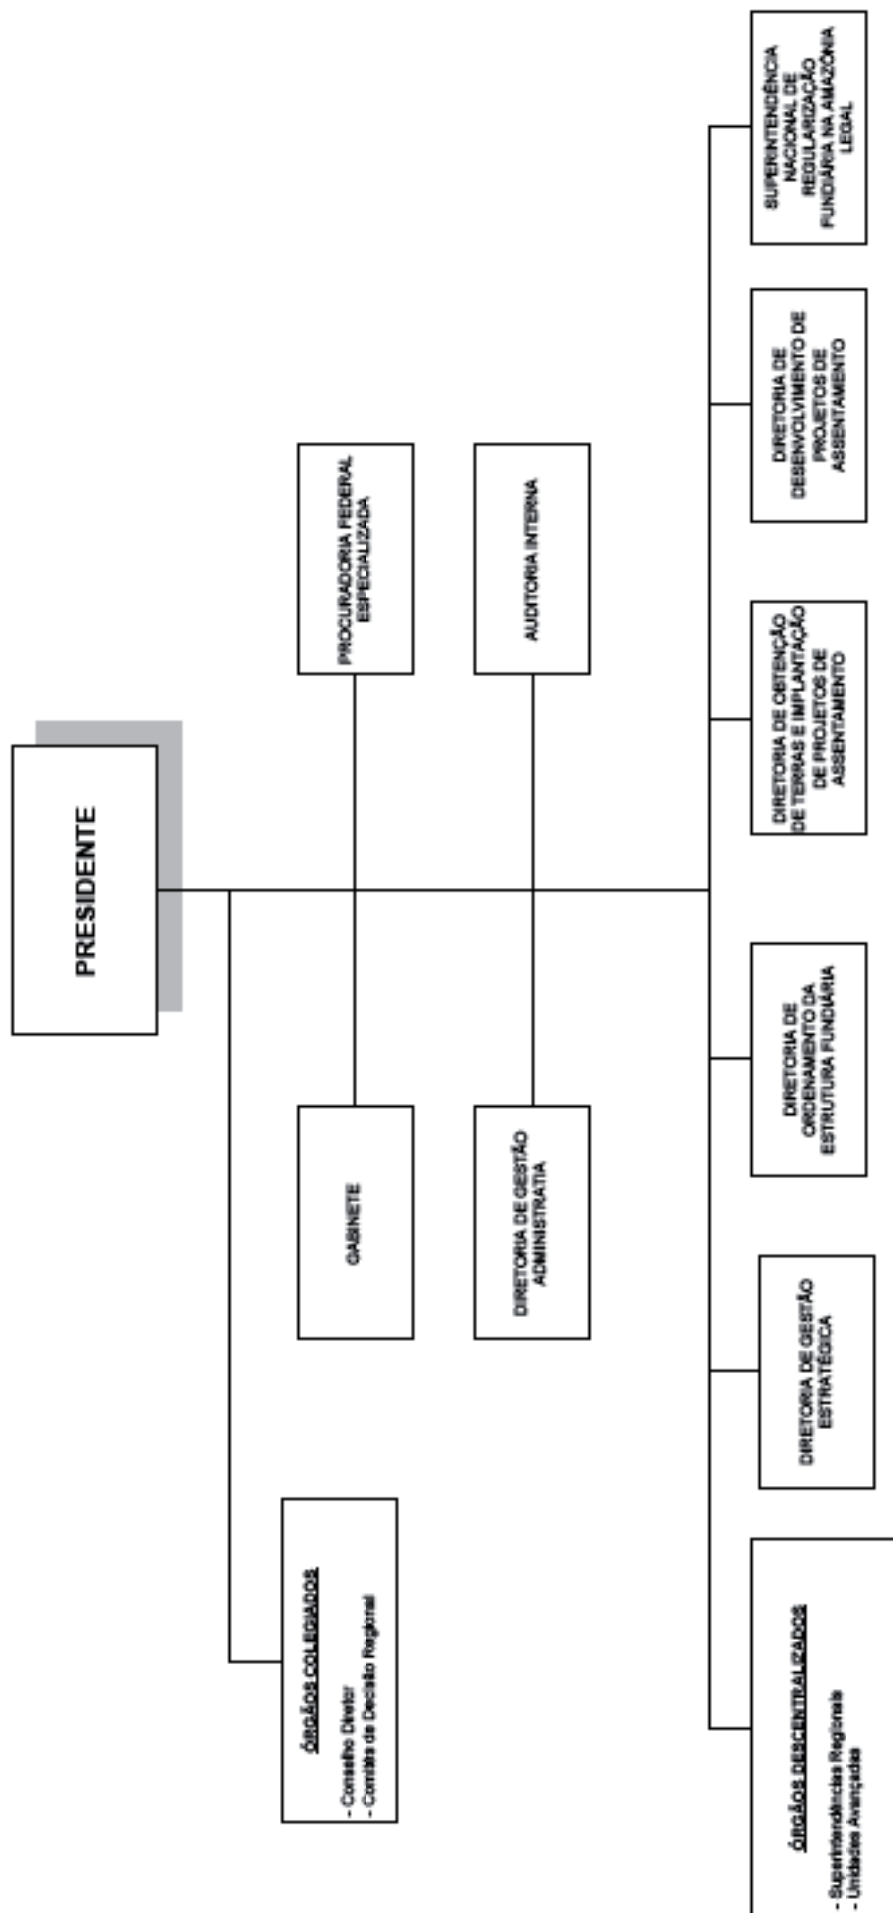 PRESIDENTE
ÓRGÃOS COLEGIADOS
- Conselho Diretor
- Comitês de Decisão Regional
GABINETE
PROCURADORIA FEDERAL
ESPECIALIZADA
DIRETORIA DE GESTÃO
ADMINISTRATIA
AUDITORIA INTERNA
ÓRGÃOS DESCENTRALIZADOS
- Superintendências Regionais
- Unidades Avançadas
DIRETORIA DE GESTÃO
ESTRATÉGICA
DIRETORIA DE
ORDENAMENTO DA
ESTRUTURA FUNDIÁRIA
DIRETORIA DE OBTENÇÃO
DE TERRAS E IMPLANTAÇÃO
DE PROJETOS DE
ASSENTAMENTO
DIRETORIA DE
DESENVOLVIMENTO DE
PROJETOS DE
ASSENTAMENTO
SUPERINTENDÊNCIA
NACIONAL DE
REGULARIZAÇÃO
FUNDIÁRIA NA AMAZÔNIA
LEGAL